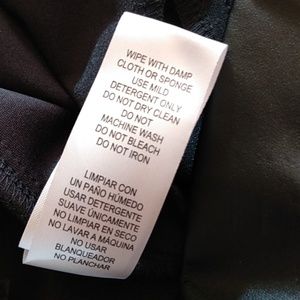 WIPE WITH DAMP
CLOTH OR SPONGE
USE MILD
DETERGENT ONLY
DO NOT DRY CLEAN
DO NOT
MACHINE WASH
DO NOT BLEACH
DO NOT IRON
LIMPIAR CON
UN PAÑO HÚMEDO
USAR DETERGENTE
SUAVE ÚNICAMENTE
NO LIMPIAR EN SECO
NO LAVAR A MÁQUINA
NO USAR
BLANQUEADOR
NO PLANCHAR